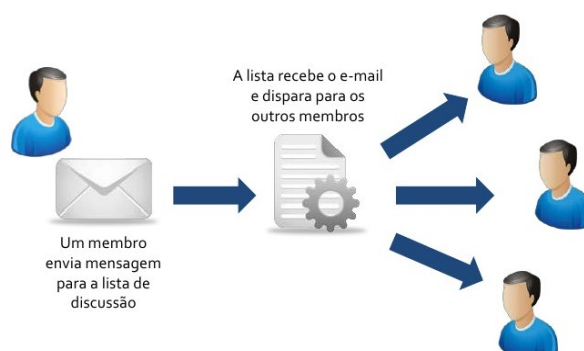 A lista recebe o e-mail
e dispara para os
outros membros
Um membro
envia mensagem
para a lista de
discussão